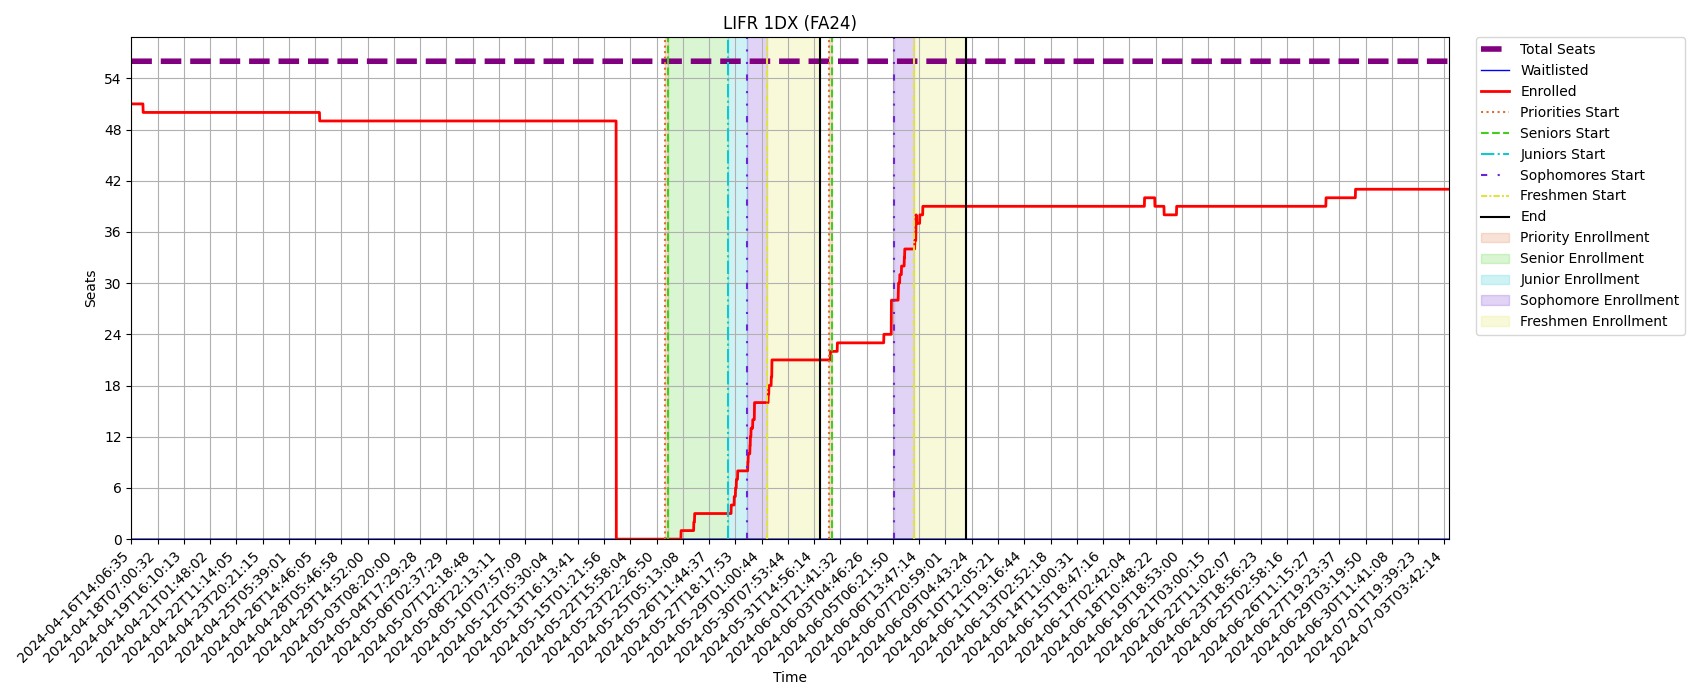 LIFR 1DX (FA24)
Total Seats
Waitlisted
Enrolled
Priorities Start
Seniors Start
Juniors Start
Sophomores Start
Freshmen Start
End
Priority Enrollment
Senior Enrollment
Junior Enrollment
Sophomore Enrollment
Freshmen Enrollment
Seats
54
48
42
36
30
24
18
12
6
0
2024-04-16T14:06:35
2024-04-18T07:00:32
2024-04-19T16:10:13
2024-04-21T01:48:02
2024-04-22T11:14:05
2024-04-23T20:21:15
2024-04-25T05:39:01
2024-04-26T14:46:05
2024-04-28T05:46:58
2024-04-29T14:52:00
2024-05-03T08:20:00
2024-05-04T17:29:28
2024-05-06T02:37:29
2024-05-07T12:18:48
2024-05-08T22:13:11
2024-05-10T07:57:09
2024-05-12T05:30:04
2024-05-13T16:13:41
2024-05-15T01:21:56
2024-05-22T15:58:04
2024-05-23T22:26:50
2024-05-25T05:13:08
2024-05-26T11:44:37
2024-05-27T18:17:53
2024-05-29T01:00:44
2024-05-30T07:53:44
2024-05-31T14:56:14
2024-06-01T21:41:32
2024-06-03T04:46:26
2024-06-05T06:21:50
2024-06-06T13:47:14
2024-06-07T20:59:01
2024-06-09T04:43:24
2024-06-10T12:05:21
2024-06-11T19:16:44
2024-06-13T02:52:18
2024-06-14T11:00:31
2024-06-15T18:47:16
2024-06-17T02:42:04
2024-06-18T10:48:22
2024-06-19T18:53:00
2024-06-21T03:00:15
2024-06-22T11:02:07
2024-06-23T18:56:23
2024-06-25T02:58:16
2024-06-26T11:15:27
2024-06-27T19:23:37
2024-06-29T03:19:50
2024-06-30T11:41:08
2024-07-01T19:39:23
2024-07-03T03:42:14
Time